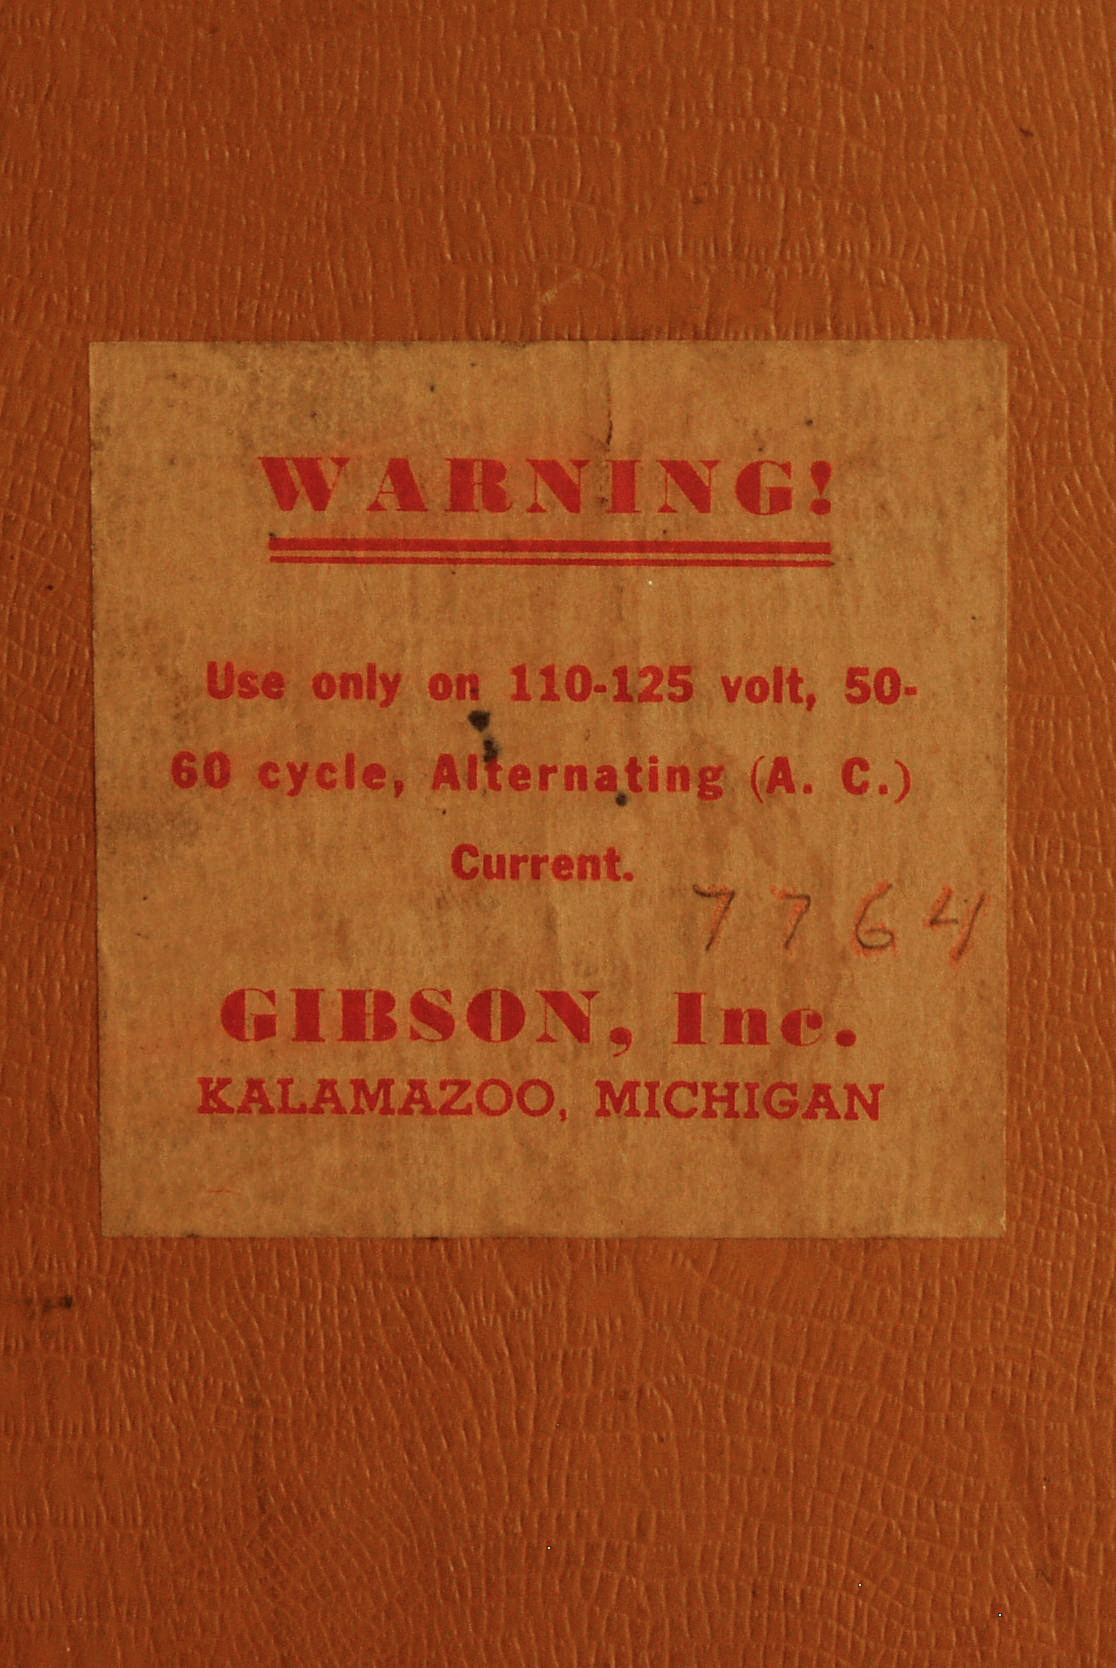 WARNING!
Use only on 110-125 volt, 50-
60 cycle, Alternating (A. C.)
Current.
7764
GIBSON, Inc.
KALAMAZOO, MICHIGAN